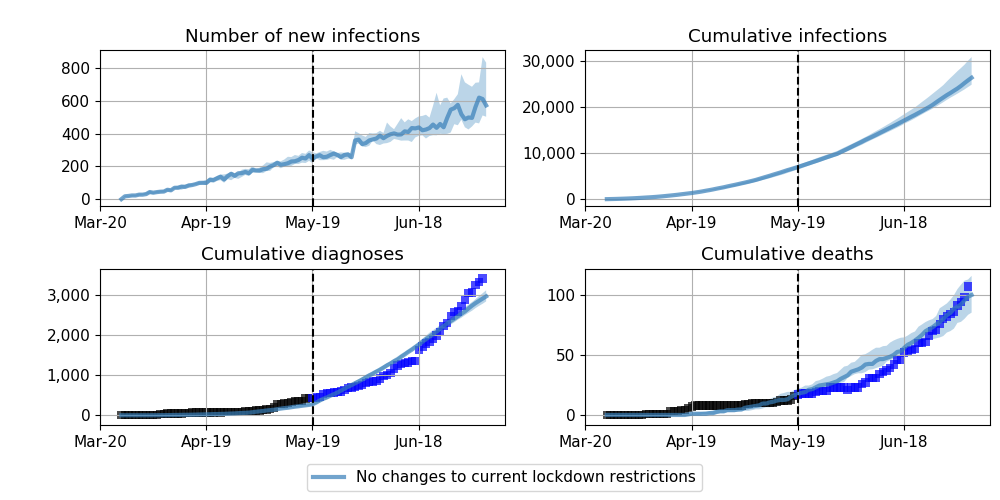 Number of new infections
800
600
400
200
0
Mar-20 Apr-19 May-19 Jun-18
Cumulative infections
30,000
20,000
10,000
0
Mar-20 Apr-19 May-19 Jun-18
Cumulative diagnoses
3,000
2,000
1,000
0
Mar-20 Apr-19 May-19 Jun-18
Cumulative deaths
100
50
0
Mar-20 Apr-19 May-19 Jun-18
No changes to current lockdown restrictions